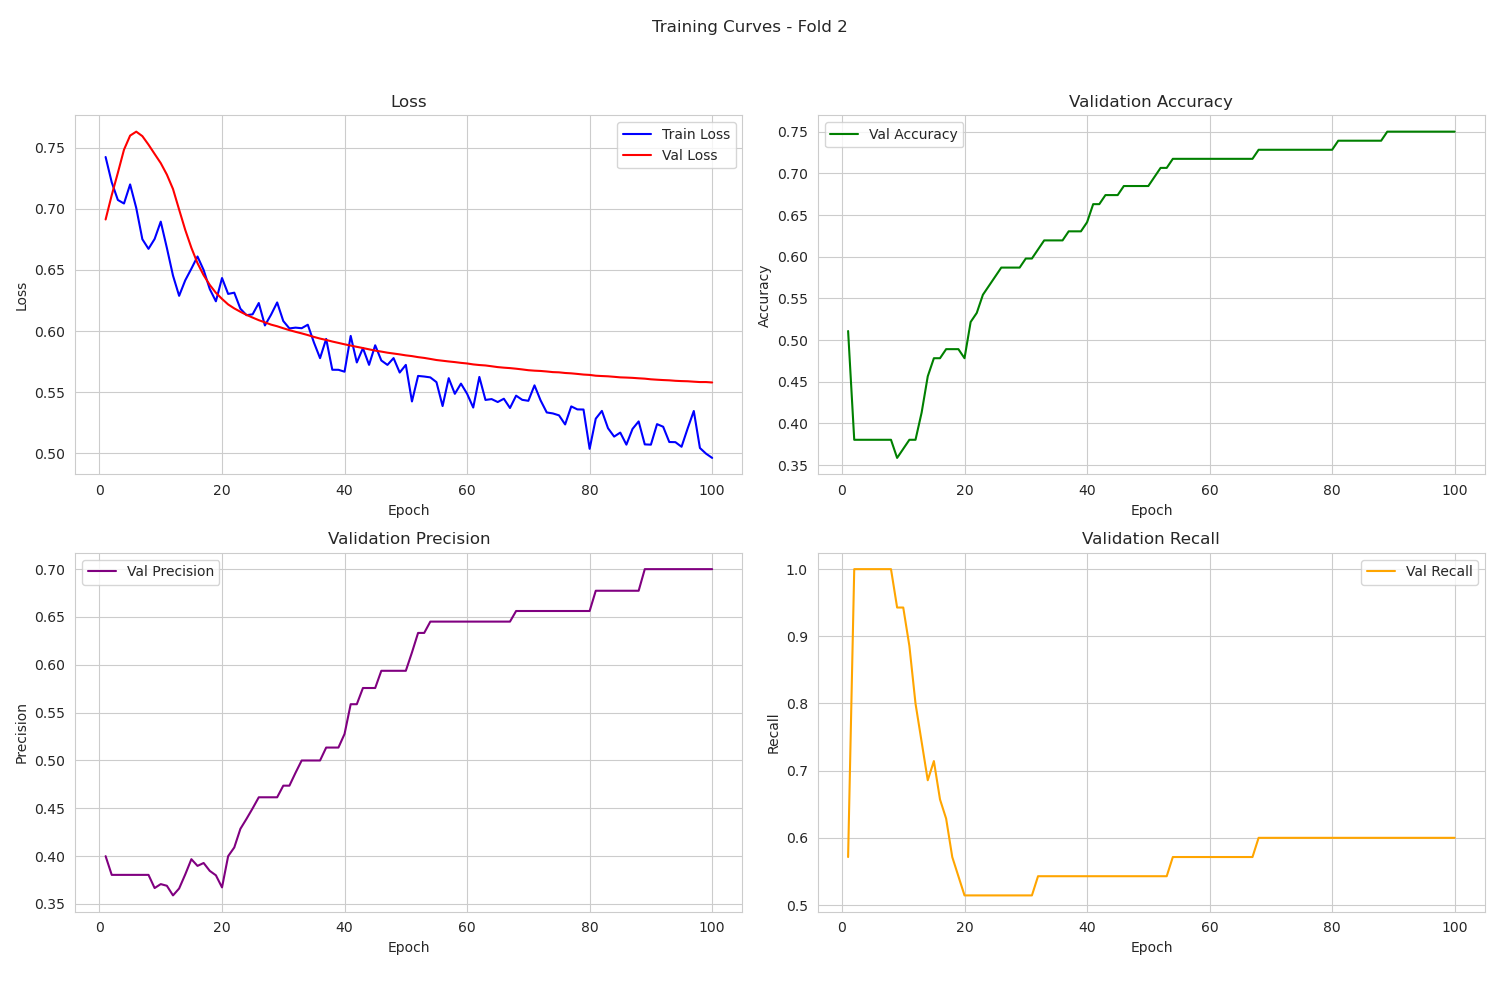 Training Curves - Fold 2
Loss
Train Loss
Val Loss
0.75
0.70
0.65
0.60
0.55
0.50
Loss
0 20 40 60 80 100
Epoch
Validation Accuracy
Val Accuracy
0.75
0.70
0.65
0.60
0.55
0.50
0.45
0.40
0.35
Accuracy
0 20 40 60 80 100
Epoch
Validation Precision
Val Precision
0.70
0.65
0.60
0.55
0.50
0.45
0.40
0.35
Precision
0 20 40 60 80 100
Epoch
Validation Recall
Val Recall
1.0
0.9
0.8
0.7
0.6
0.5
Recall
0 20 40 60 80 100
Epoch